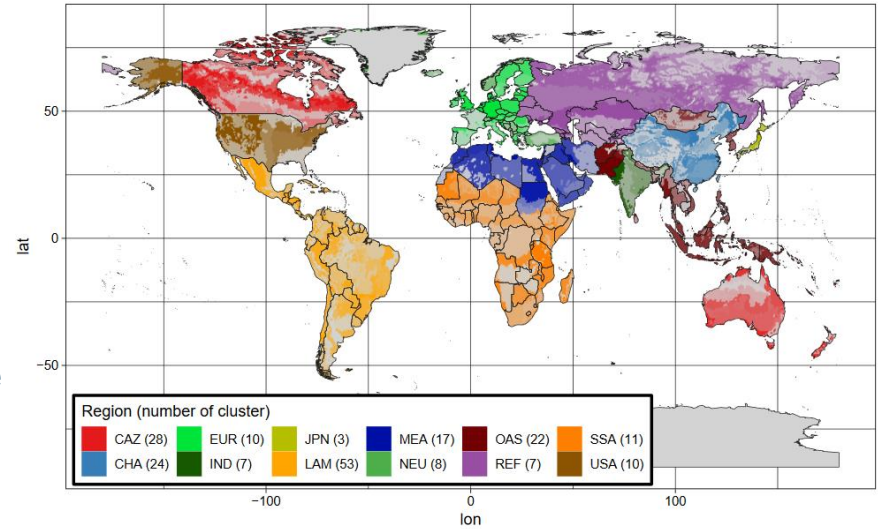 50
0
−50
lat
Region (number of cluster)
CAZ (28) EUR (10) JPN (3) MEA (17) OAS (22) SSA (11)
CHA (24) IND (7) LAM (53) NEU (8) REF (7) USA (10)
−100 0 100
lon